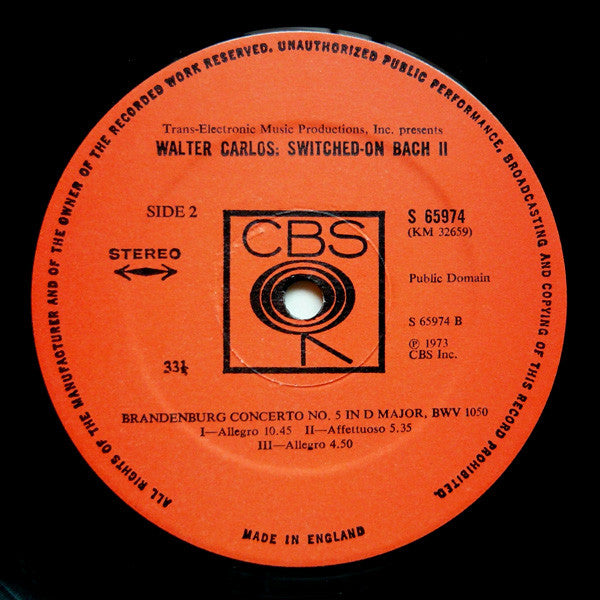 ALL RIGHTS OF THE MANUFACTURER AND OF THE OWNER OF THE RECORDED WORK RESERVED. UNAUTHORIZED PUBLIC PERFORMANCE, BROADCASTING AND COPYING OF THIS RECORD PROHIBITED.
Trans-Electronic Music Productions, Inc. presents
WALTER CARLOS: SWITCHED-ON BACH II
SIDE 2
CBS
S 65974
(KM 32659)
STEREO
Public Domain
S 65974 B
33⅓
℗ 1973
CBS Inc.
BRANDENBURG CONCERTO NO. 5 IN D MAJOR, BWV 1050
I—Allegro 10.45 II—Affettuoso 5.35
III—Allegro 4.50
MADE IN ENGLAND